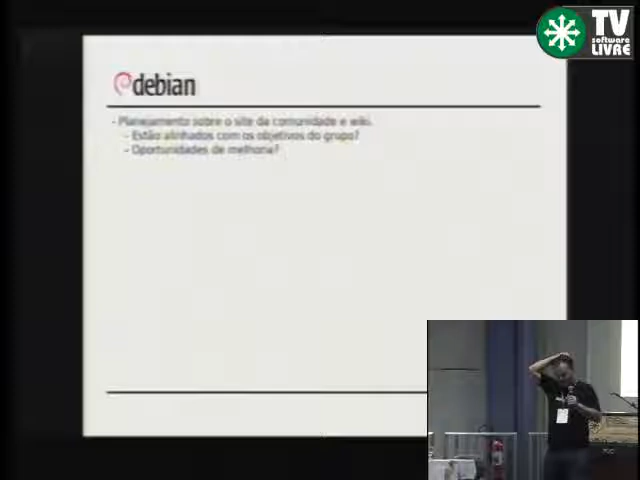 TV
software
LIVRE
debian
- Planejamento sobre o site da comunidade e wiki.
- Estão alinhados com os objetivos do grupo?
- Oportunidades de melhoria?